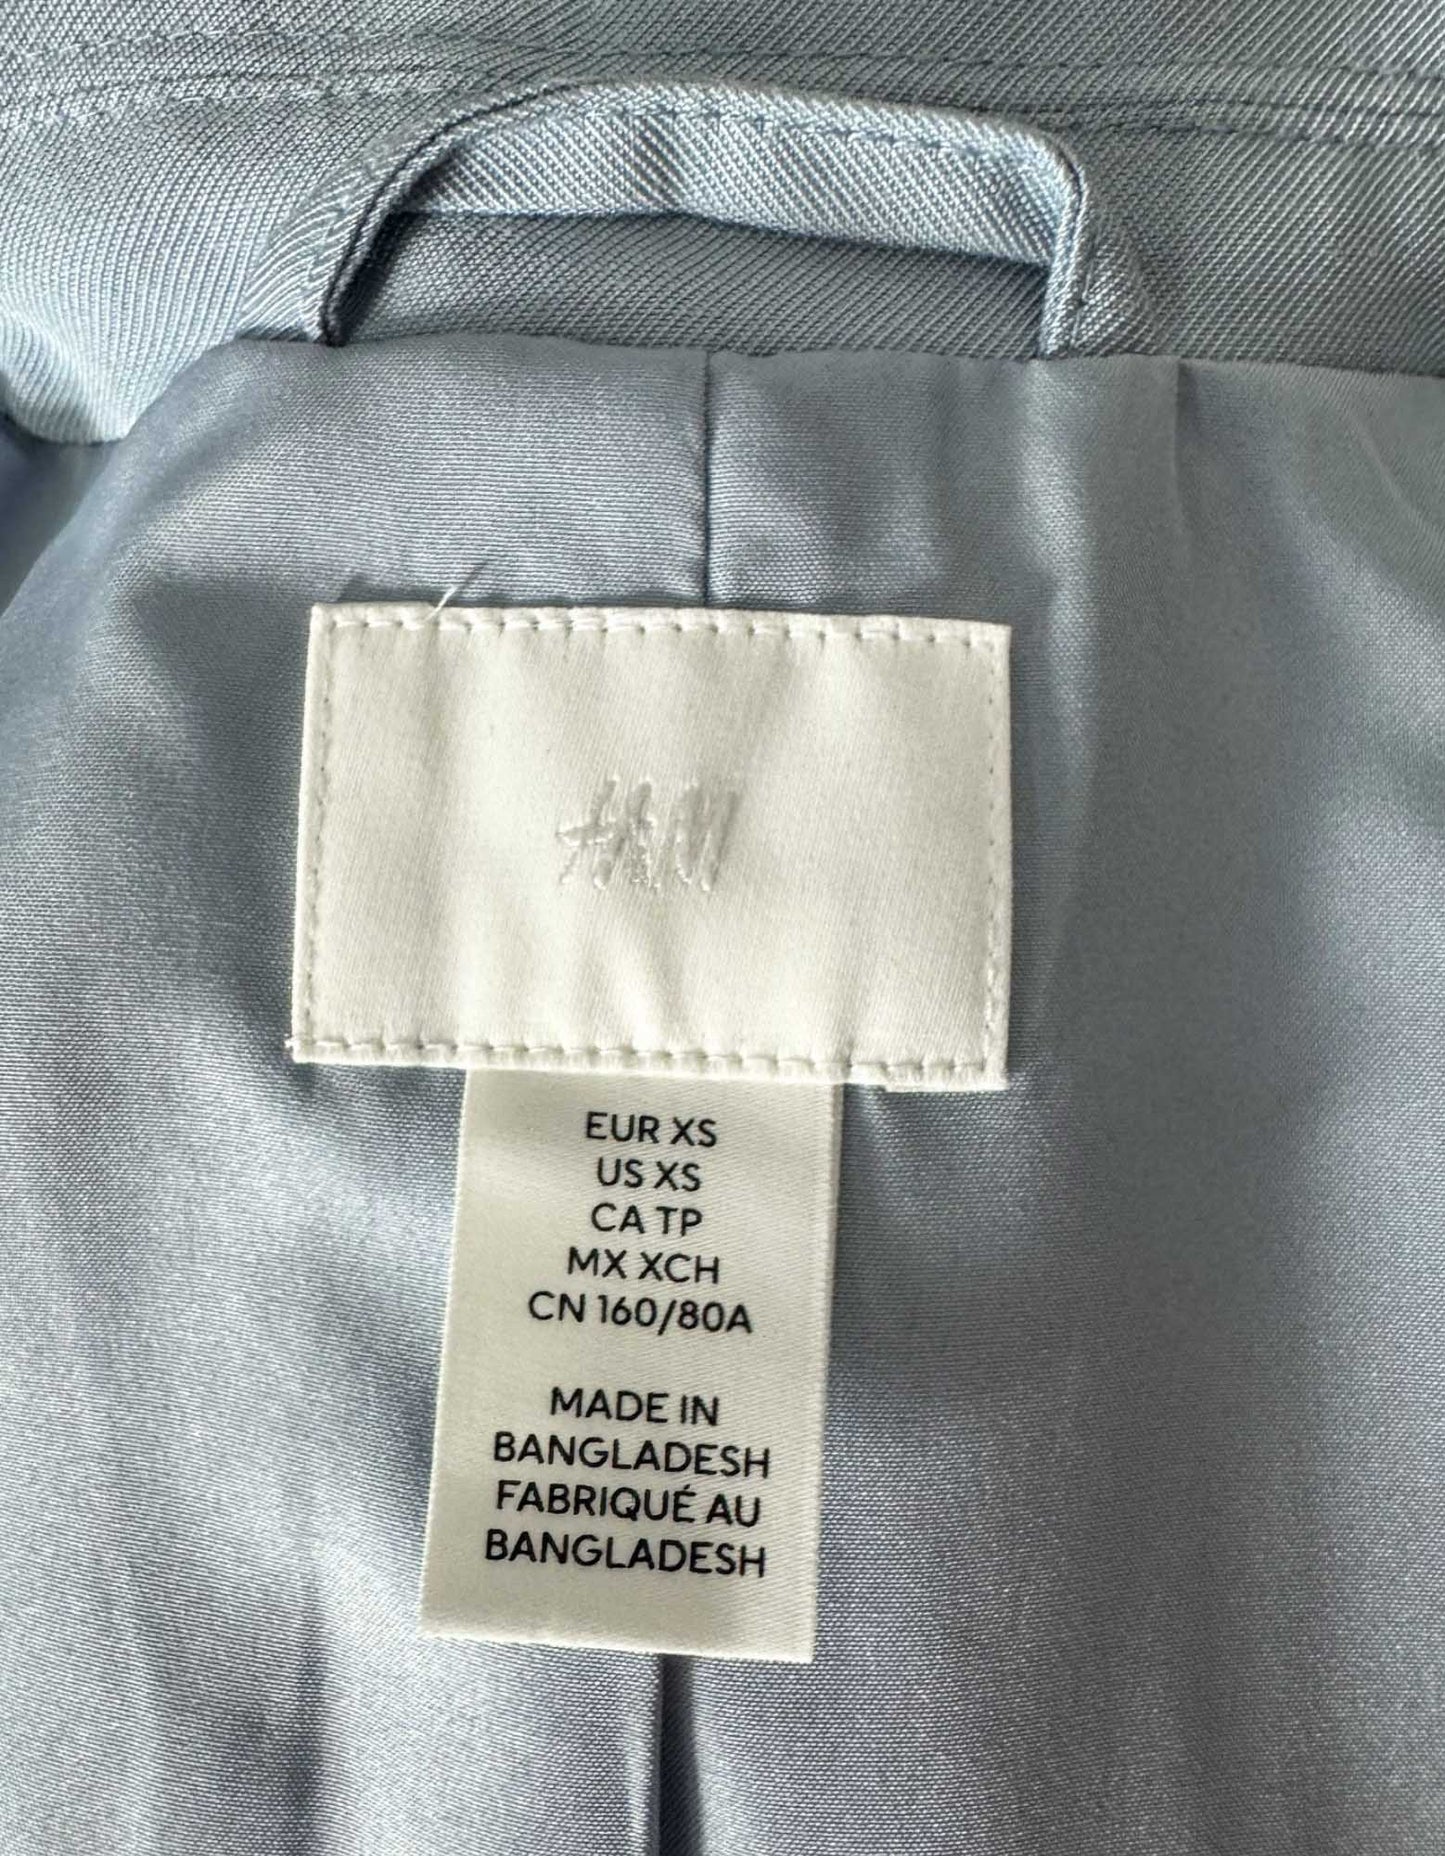 H&M
EUR XS
US XS
CA TP
MX XCH
CN 160/80A
MADE IN
BANGLADESH
FABRIQUÉ AU
BANGLADESH